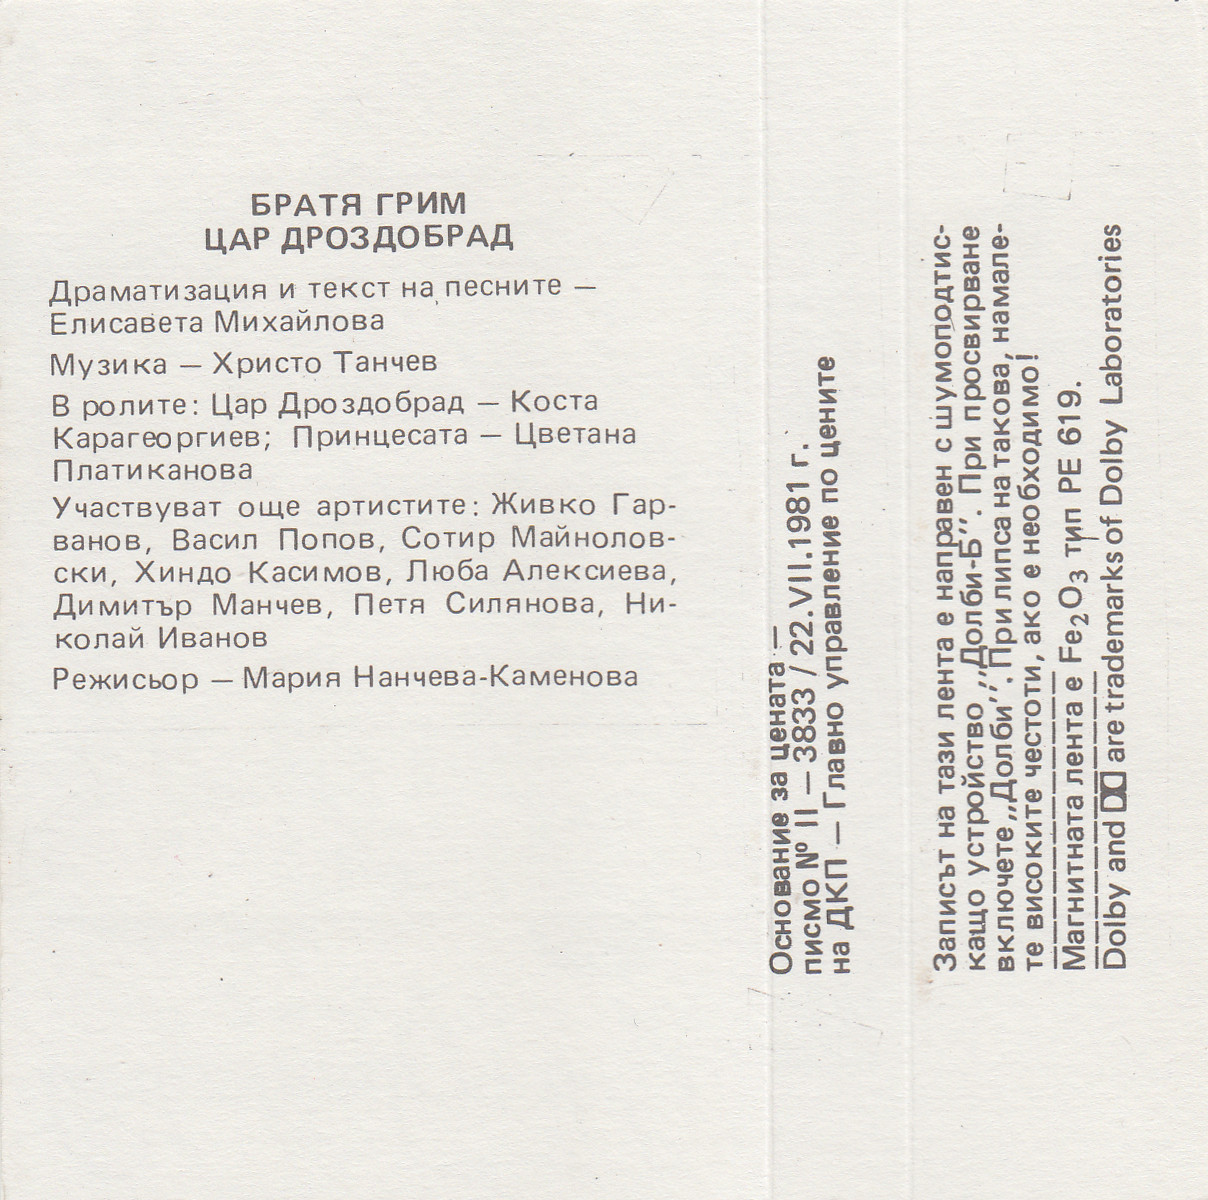 БРАТЯ ГРИМ
ЦАР ДРОЗДОБРАД
Драматизация и текст на песните —
Елисавета Михайлова
Музика — Христо Танчев
В ролите: Цар Дроздобрад — Коста
Карагеоргиев; Принцесата — Цветана
Платиканова
Участвуват още артистите: Живко Гар-
ванов, Васил Попов, Сотир Майнолов-
ски, Хиндо Касимов, Люба Алексиева,
Димитър Манчев, Петя Силянова, Ни-
колай Иванов
Режисьор — Мария Нанчева-Каменова
Основание за цената —
писмо № II — 3833 / 22.VII.1981 г.
на ДКП — Главно управление по цените
Записът на тази лента е направен с шумоподтис-
кащо устройство „Долби-Б''. При просвирване
включете „Долби''. При липса на такова, намале-
те високите честоти, ако е необходимо!
Магнитната лента е Fe₂O₃ тип PE 619.
Dolby and DD are trademarks of Dolby Laboratories